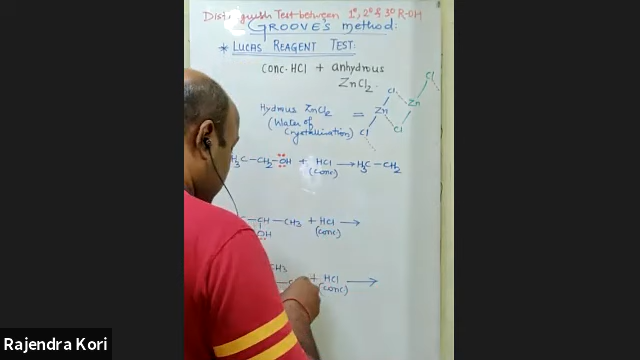 Distinguish Test between 1°, 2° & 3° R-OH
GROOVE'S method:
* LUCAS REAGENT TEST:
CONC. HCl + anhydrous
ZnCl2.
Hydrous ZnCl2 =
(Water of
Crystallization)
Cl Zn Cl Zn Cl Cl
H3C-CH2-OH + HCl → H3C-CH2
(conc)
C-CH-CH3 + HCl →
OH (conc)
CH3
+ HCl →
(conc)
Rajendra Kori